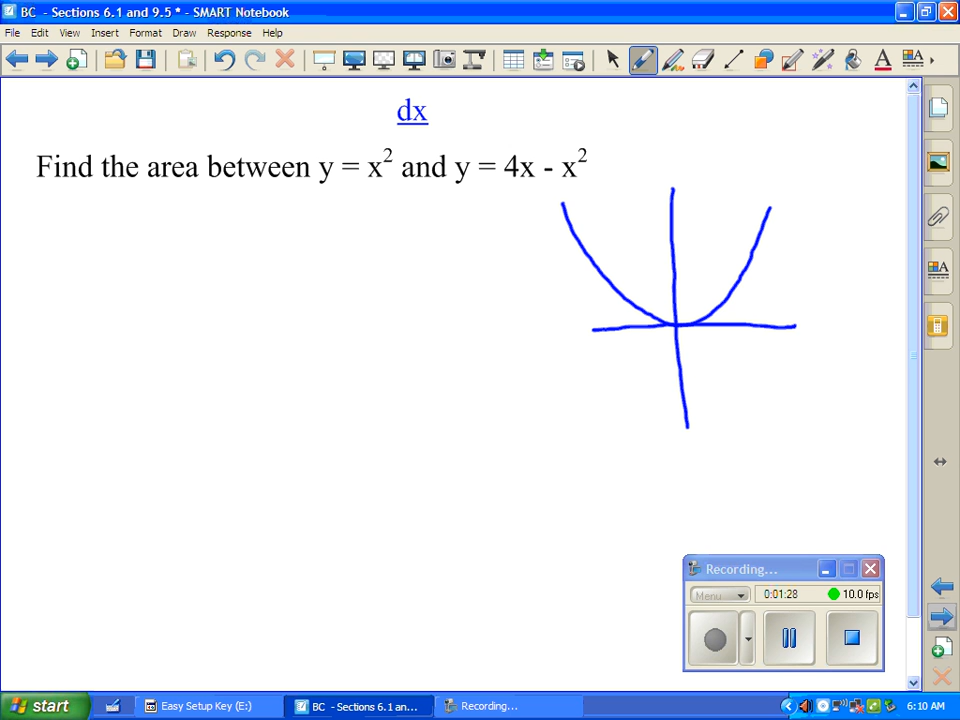 BC - Sections 6.1 and 9.5 * - SMART Notebook
File Edit View Insert Format Draw Response Help
dx
Find the area between y = x² and y = 4x - x²
Recording...
Menu
0:01:28
10.0 fps
start
Easy Setup Key (E:)
BC - Sections 6.1 an...
Recording...
6:10 AM